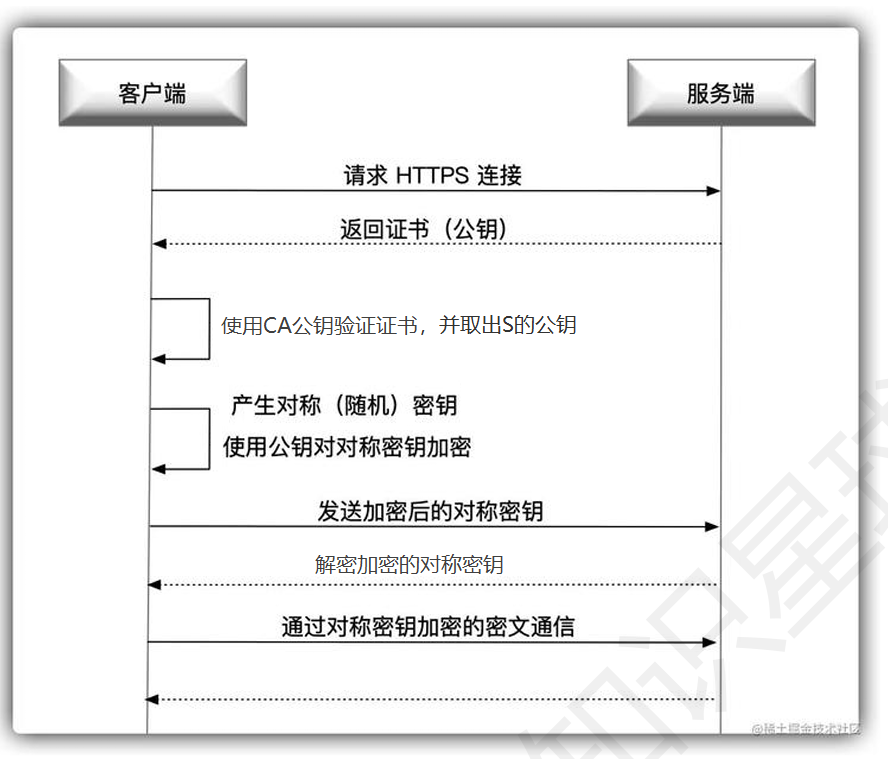 客户端
服务端
请求 HTTPS 连接
返回证书（公钥）
使用CA公钥验证证书，并取出S的公钥
产生对称（随机）密钥
使用公钥对对称密钥加密
发送加密后的对称密钥
解密加密的对称密钥
通过对称密钥加密的密文通信
@稀土掘金技术社区
知识星球